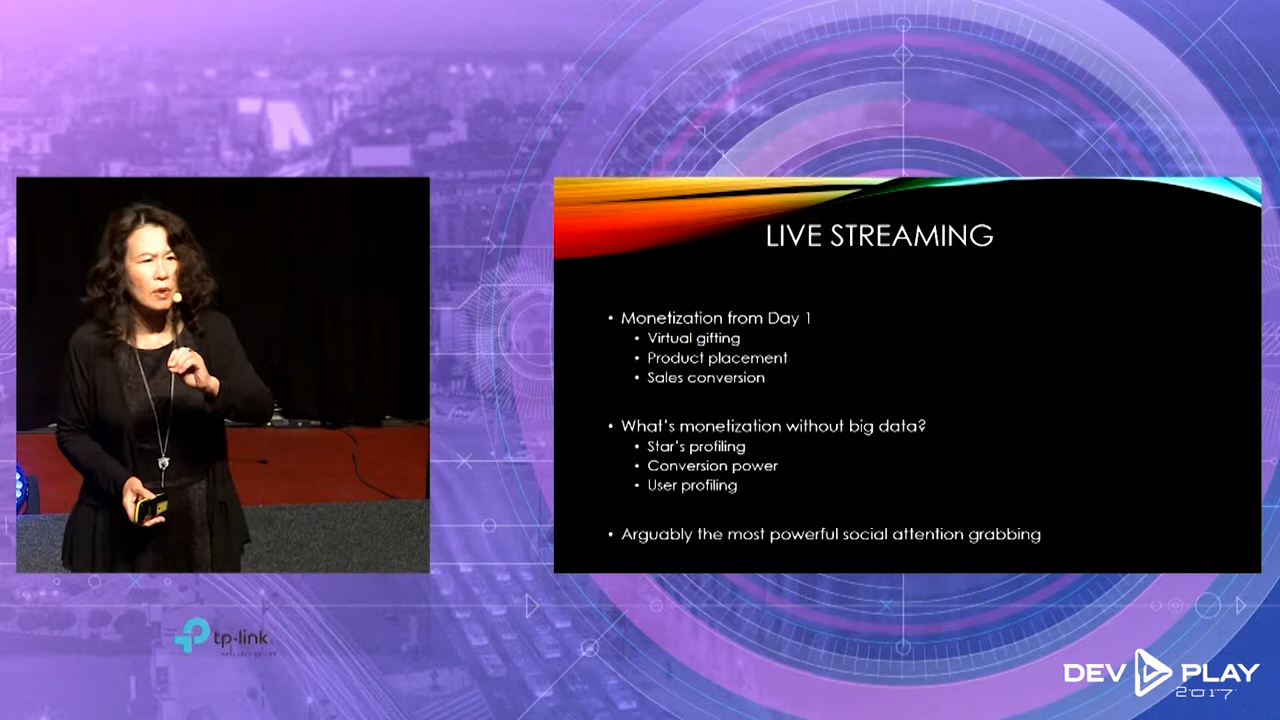 LIVE STREAMING
• Monetization from Day 1
• Virtual gifting
• Product placement
• Sales conversion
• What's monetization without big data?
• Star's profiling
• Conversion power
• User profiling
• Arguably the most powerful social attention grabbing
tp-link
DEV PLAY
2017